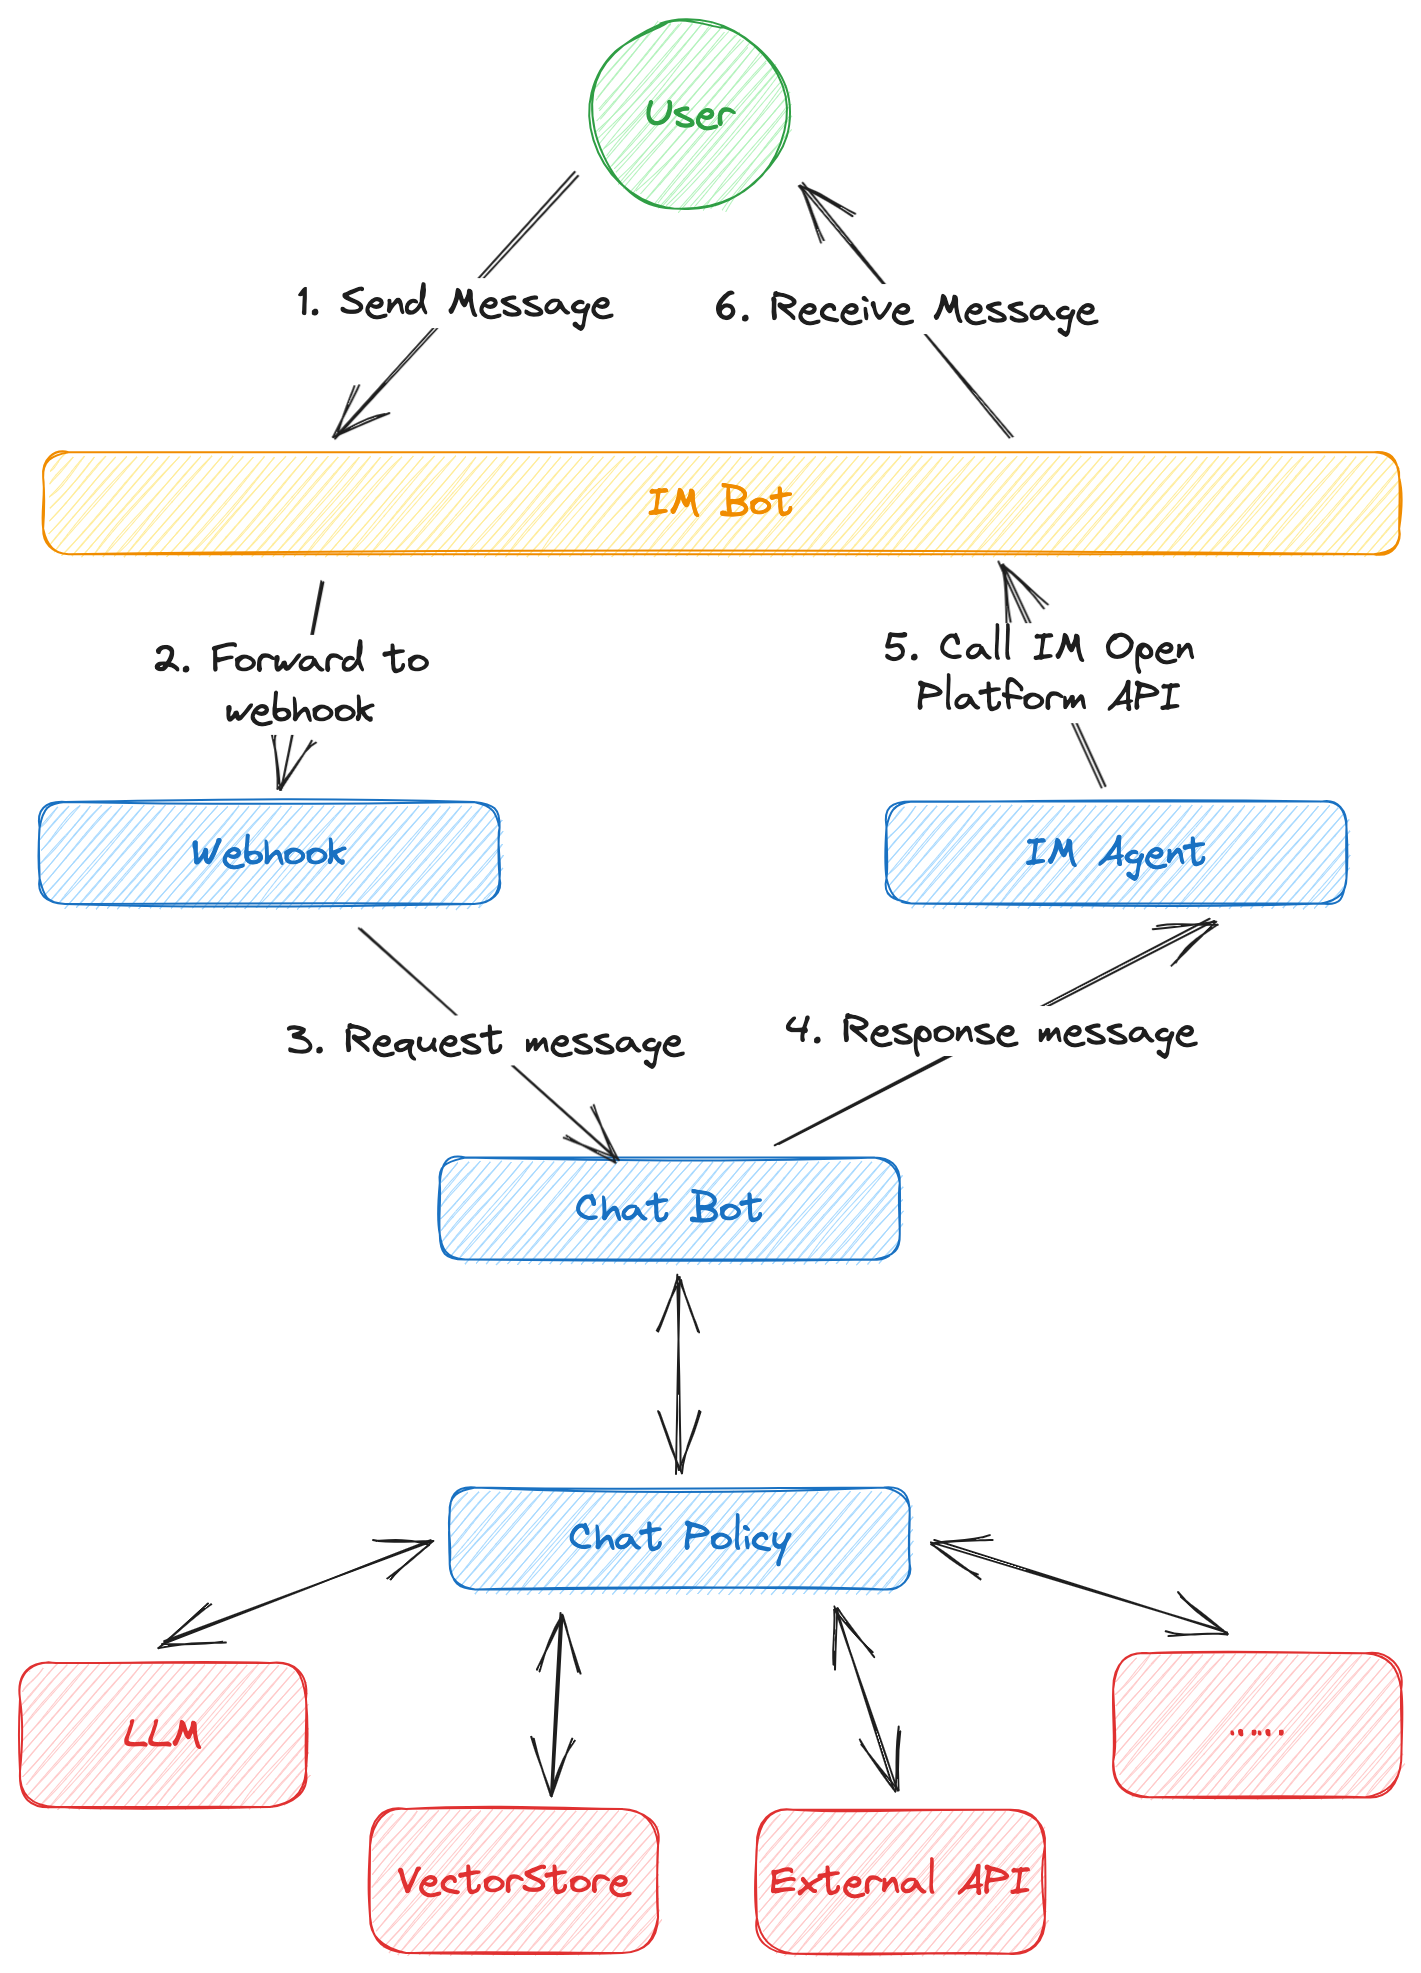 User
1. Send Message
6. Receive Message
IM Bot
2. Forward to
webhook
5. Call IM Open
Platform API
Webhook
IM Agent
3. Request message
4. Response message
Chat Bot
Chat Policy
LLM
......
VectorStore
External API